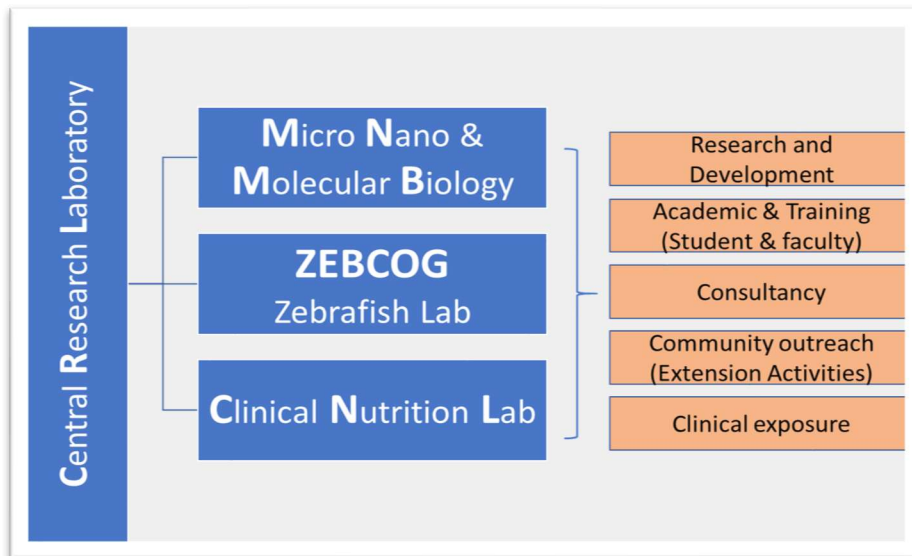 Central Research Laboratory
Micro Nano &
Molecular Biology
ZEBCOG
Zebrafish Lab
Clinical Nutrition Lab
Research and
Development
Academic & Training
(Student & faculty)
Consultancy
Community outreach
(Extension Activities)
Clinical exposure